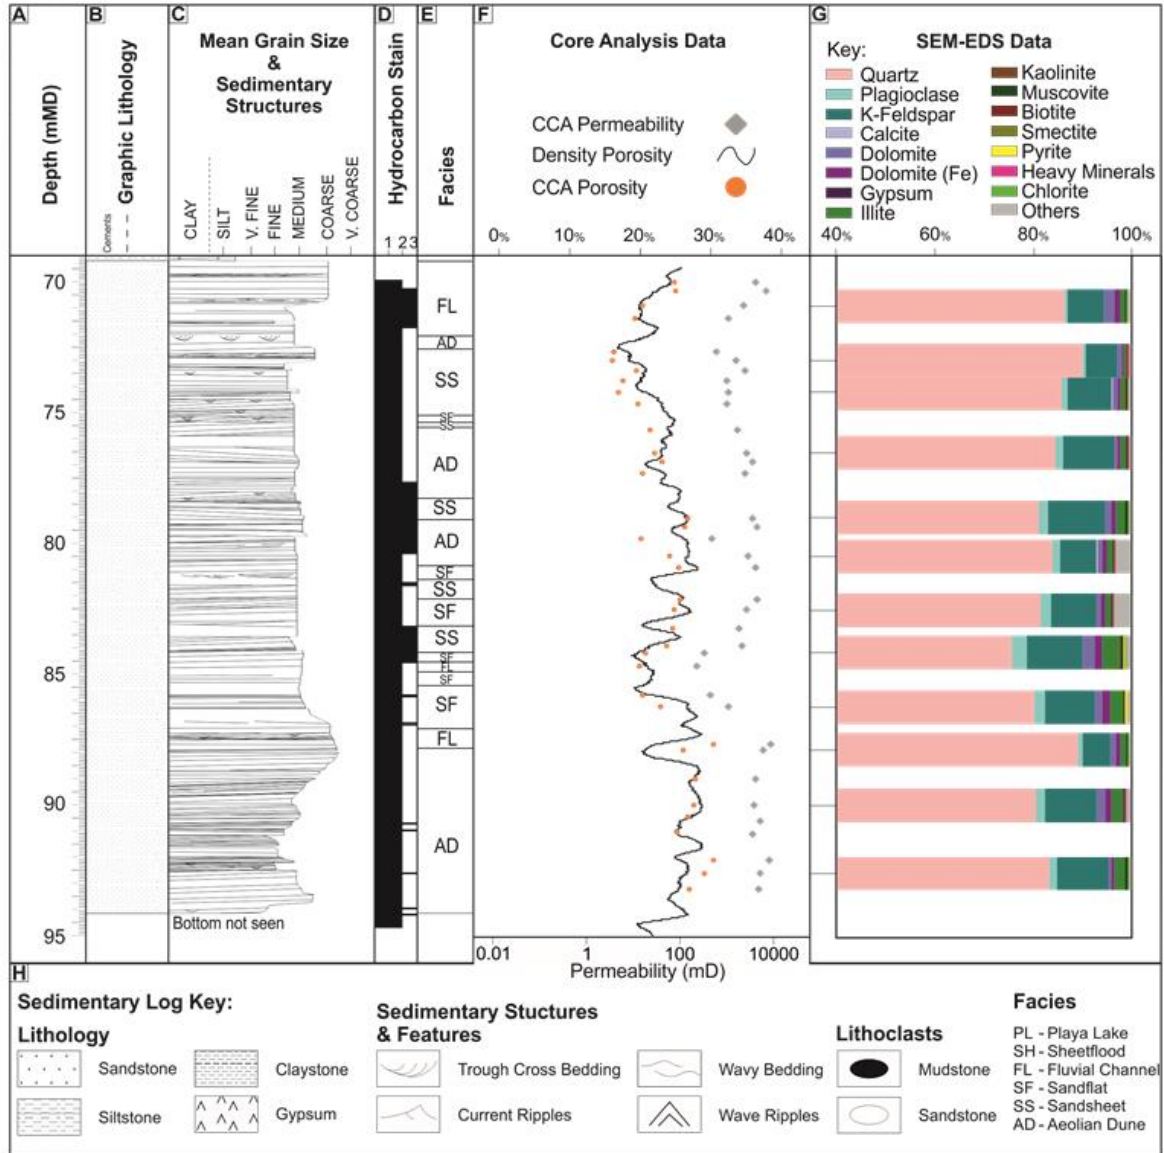 A
B
C
D
E
F
G
Depth (mMD)
Graphic Lithology
Cements
Mean Grain Size
&
Sedimentary
Structures
CLAY
SILT
V. FINE
FINE
MEDIUM
COARSE
V. COARSE
Hydrocarbon Stain
1 2 3
Facies
Core Analysis Data
CCA Permeability
Density Porosity
CCA Porosity
0% 10% 20% 30% 40%
SEM-EDS Data
Key:
Quartz
Plagioclase
K-Feldspar
Calcite
Dolomite
Dolomite (Fe)
Gypsum
Illite
Kaolinite
Muscovite
Biotite
Smectite
Pyrite
Heavy Minerals
Chlorite
Others
40% 60% 80% 100%
70
75
80
85
90
95
FL
AD
SS
SF
SS
AD
SS
AD
SF
SS
SF
SS
SF
FL
SF
SF
FL
AD
Bottom not seen
0.01 1 100 10000
Permeability (mD)
H
Sedimentary Log Key:
Lithology
Sandstone
Siltstone
Claystone
Gypsum
Sedimentary Stuctures
& Features
Trough Cross Bedding
Current Ripples
Wavy Bedding
Wave Ripples
Lithoclasts
Mudstone
Sandstone
Facies
PL - Playa Lake
SH - Sheetflood
FL - Fluvial Channel
SF - Sandflat
SS - Sandsheet
AD - Aeolian Dune